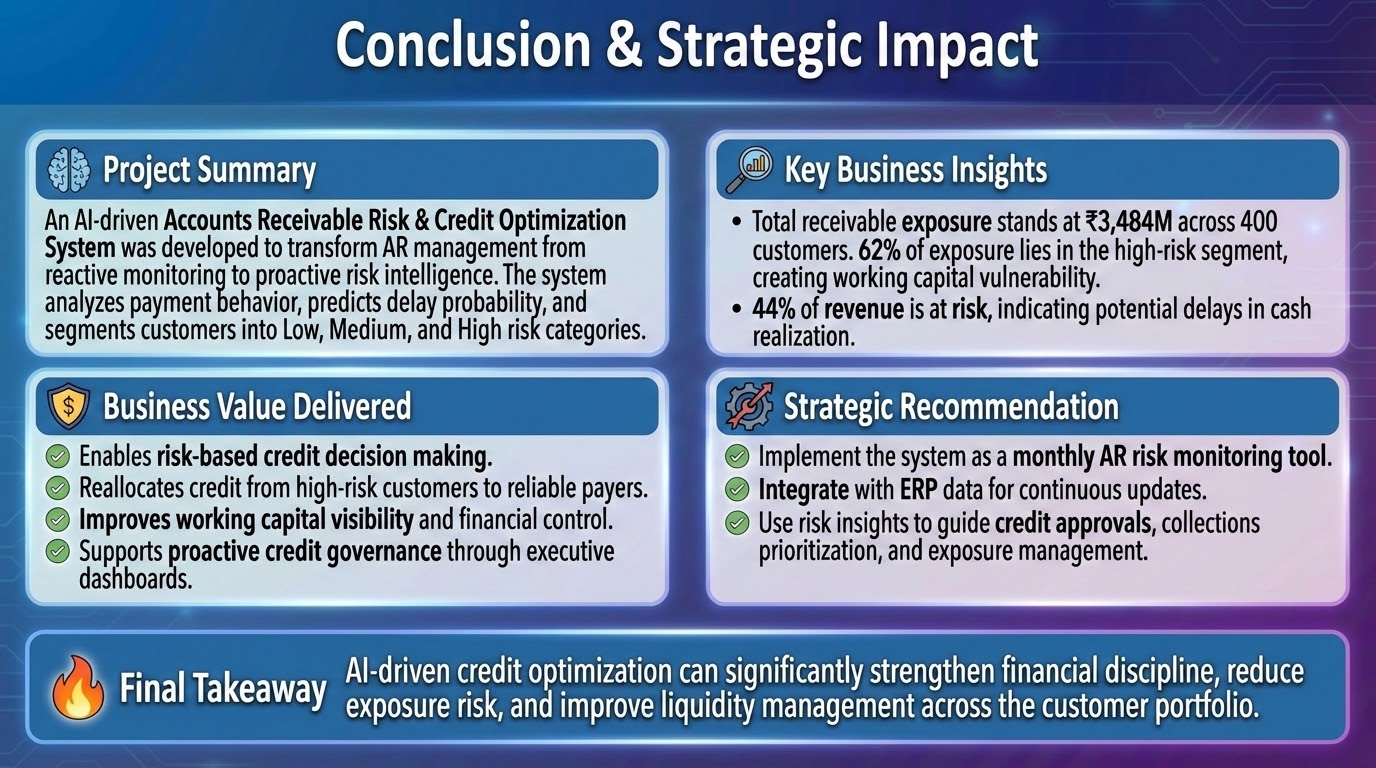 Conclusion & Strategic Impact
Project Summary
An AI-driven Accounts Receivable Risk & Credit Optimization
System was developed to transform AR management from
reactive monitoring to proactive risk intelligence. The system
analyzes payment behavior, predicts delay probability, and
segments customers into Low, Medium, and High risk categories.
Key Business Insights
• Total receivable exposure stands at ₹3,484M across 400
customers. 62% of exposure lies in the high-risk segment,
creating working capital vulnerability.
• 44% of revenue is at risk, indicating potential delays in cash
realization.
Business Value Delivered
Enables risk-based credit decision making.
Reallocates credit from high-risk customers to reliable payers.
Improves working capital visibility and financial control.
Supports proactive credit governance through executive
dashboards.
Strategic Recommendation
Implement the system as a monthly AR risk monitoring tool.
Integrate with ERP data for continuous updates.
Use risk insights to guide credit approvals, collections
prioritization, and exposure management.
Final Takeaway
AI-driven credit optimization can significantly strengthen financial discipline, reduce
exposure risk, and improve liquidity management across the customer portfolio.